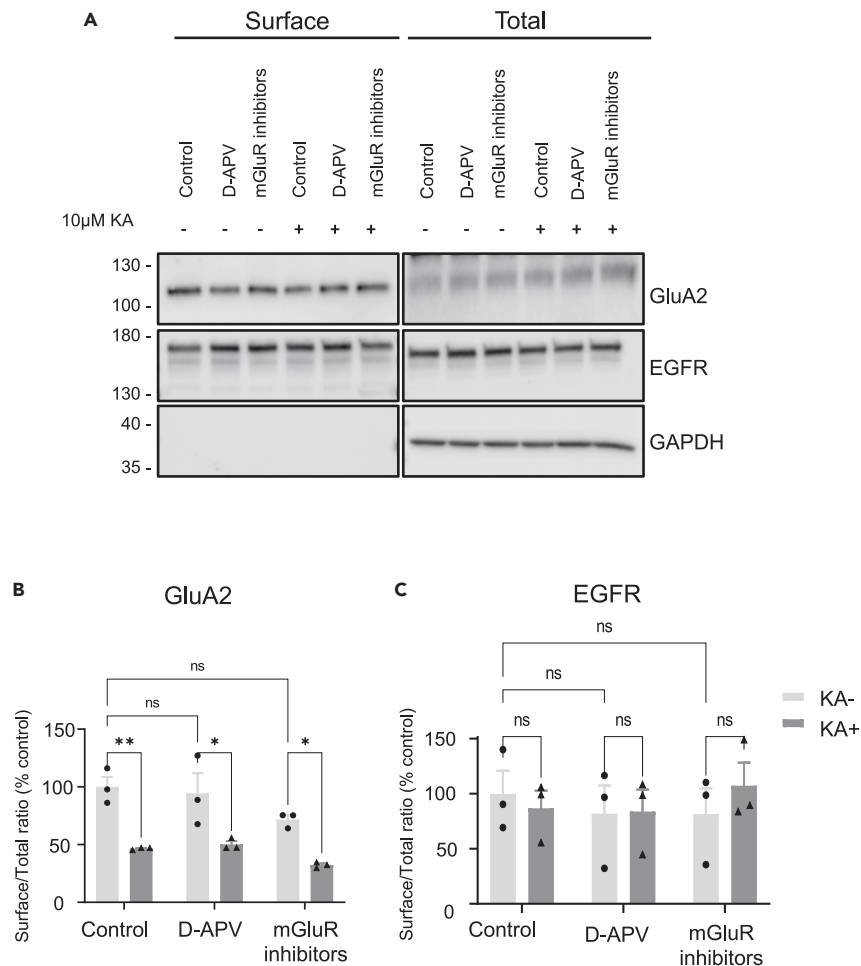 A
Surface Total
Control D-APV mGluR inhibitors Control D-APV mGluR inhibitors Control D-APV mGluR inhibitors Control D-APV mGluR inhibitors
10µM KA - - - + + + - - - + + +
130 -
100 -
GluA2
180 -
130 -
EGFR
40 -
35 -
GAPDH
B
GluA2
ns
ns
** * *
150
100
50
0
Surface/Total ratio (% control)
Control D-APV mGluR
inhibitors
C
EGFR
ns
ns
ns ns ns
150
100
50
0
Surface/Total ratio (% control)
Control D-APV mGluR
inhibitors
KA-
KA+